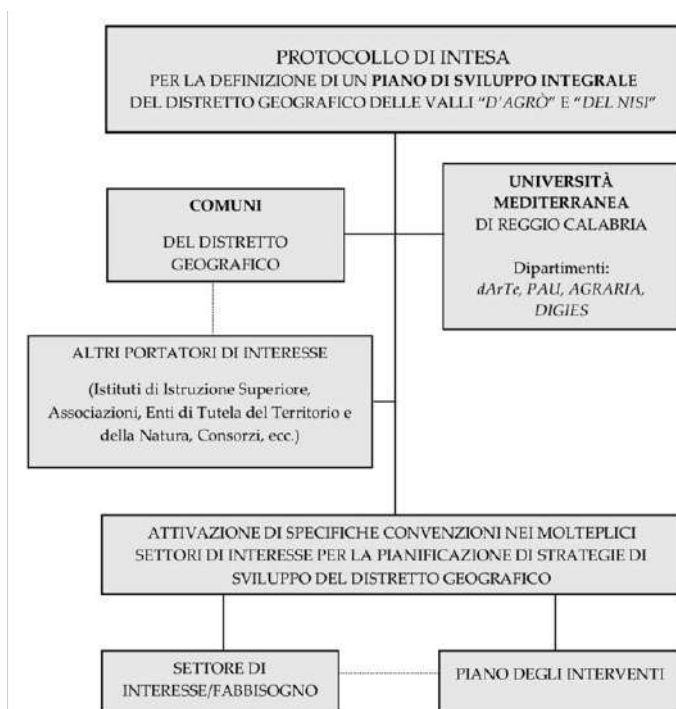 PROTOCOLLO DI INTESA
PER LA DEFINIZIONE DI UN PIANO DI SVILUPPO INTEGRALE
DEL DISTRETTO GEOGRAFICO DELLE VALLI “D'AGRÒ” E “DEL NISI”
COMUNI
DEL DISTRETTO
GEOGRAFICO
UNIVERSITÀ
MEDITERRANEA
DI REGGIO CALABRIA
Dipartimenti:
dArTe, PAU, AGRARIA,
DIGIES
ALTRI PORTATORI DI INTERESSE
(Istituti di Istruzione Superiore,
Associazioni, Enti di Tutela del Territorio e
della Natura, Consorzi, ecc.)
ATTIVAZIONE DI SPECIFICHE CONVENZIONI NEI MOLTEPLICI
SETTORI DI INTERESSE PER LA PIANIFICAZIONE DI STRATEGIE DI
SVILUPPO DEL DISTRETTO GEOGRAFICO
SETTORE DI
INTERESSE/FABBISOGNO
PIANO DEGLI INTERVENTI